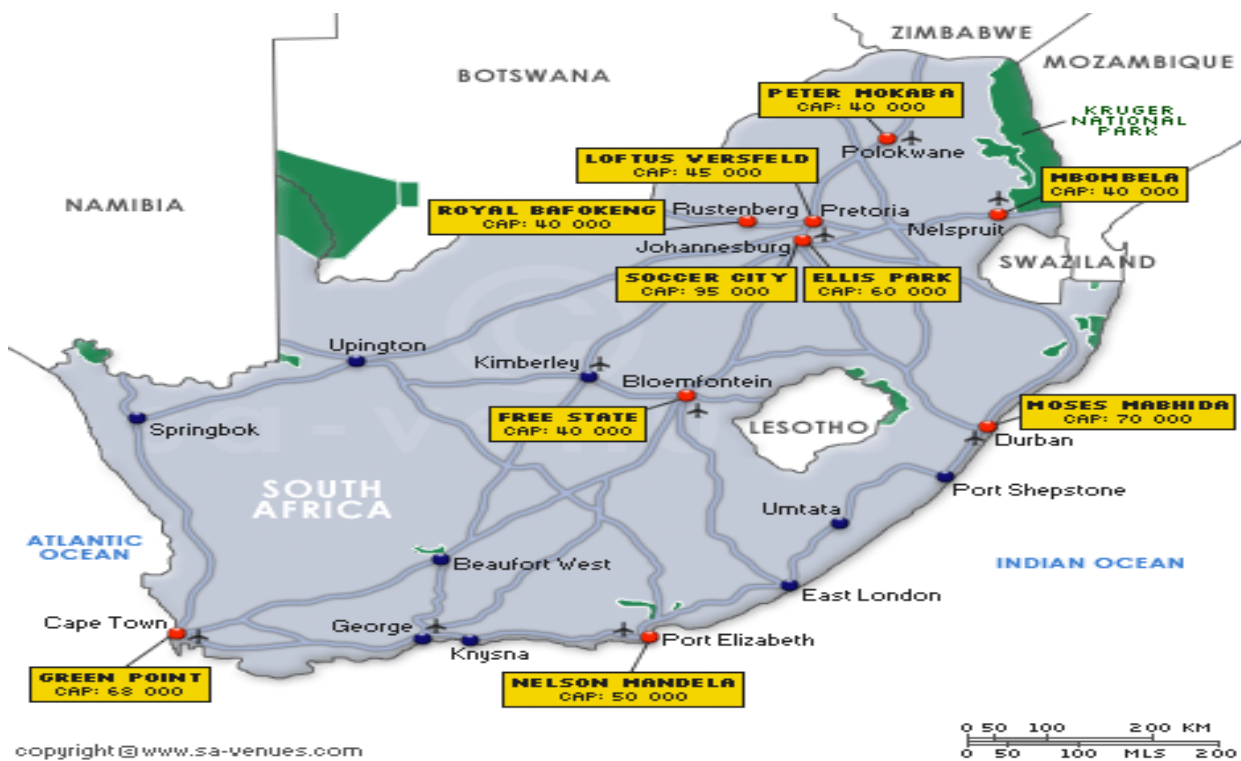 ZIMBABWE
BOTSWANA
MOZAMBIQUE
PETER MOKABA
CAP: 40 000
KRUGER
NATIONAL
PARK
Polokwane
LOFTUS VERSFELD
CAP: 45 000
MBOMBELA
CAP: 40 000
NAMIBIA
ROYAL BAFOKENG
CAP: 40 000
Rustenberg
Pretoria
Nelspruit
Johannesburg
SWAZILAND
SOCCER CITY
CAP: 95 000
ELLIS PARK
CAP: 60 000
©
Upington
Kimberley
Bloemfontein
FREE STATE
CAP: 40 000
LESOTHO
MOSES MABHIDA
CAP: 70 000
Durban
Springbok
SOUTH
AFRICA
Port Shepstone
Umtata
ATLANTIC
OCEAN
Beaufort West
INDIAN OCEAN
East London
Cape Town
George
Knysna
Port Elizabeth
GREEN POINT
CAP: 68 000
NELSON MANDELA
CAP: 50 000
copyright©www.sa-venues.com
0 50 100 200 KM
0 50 100 MLS 200